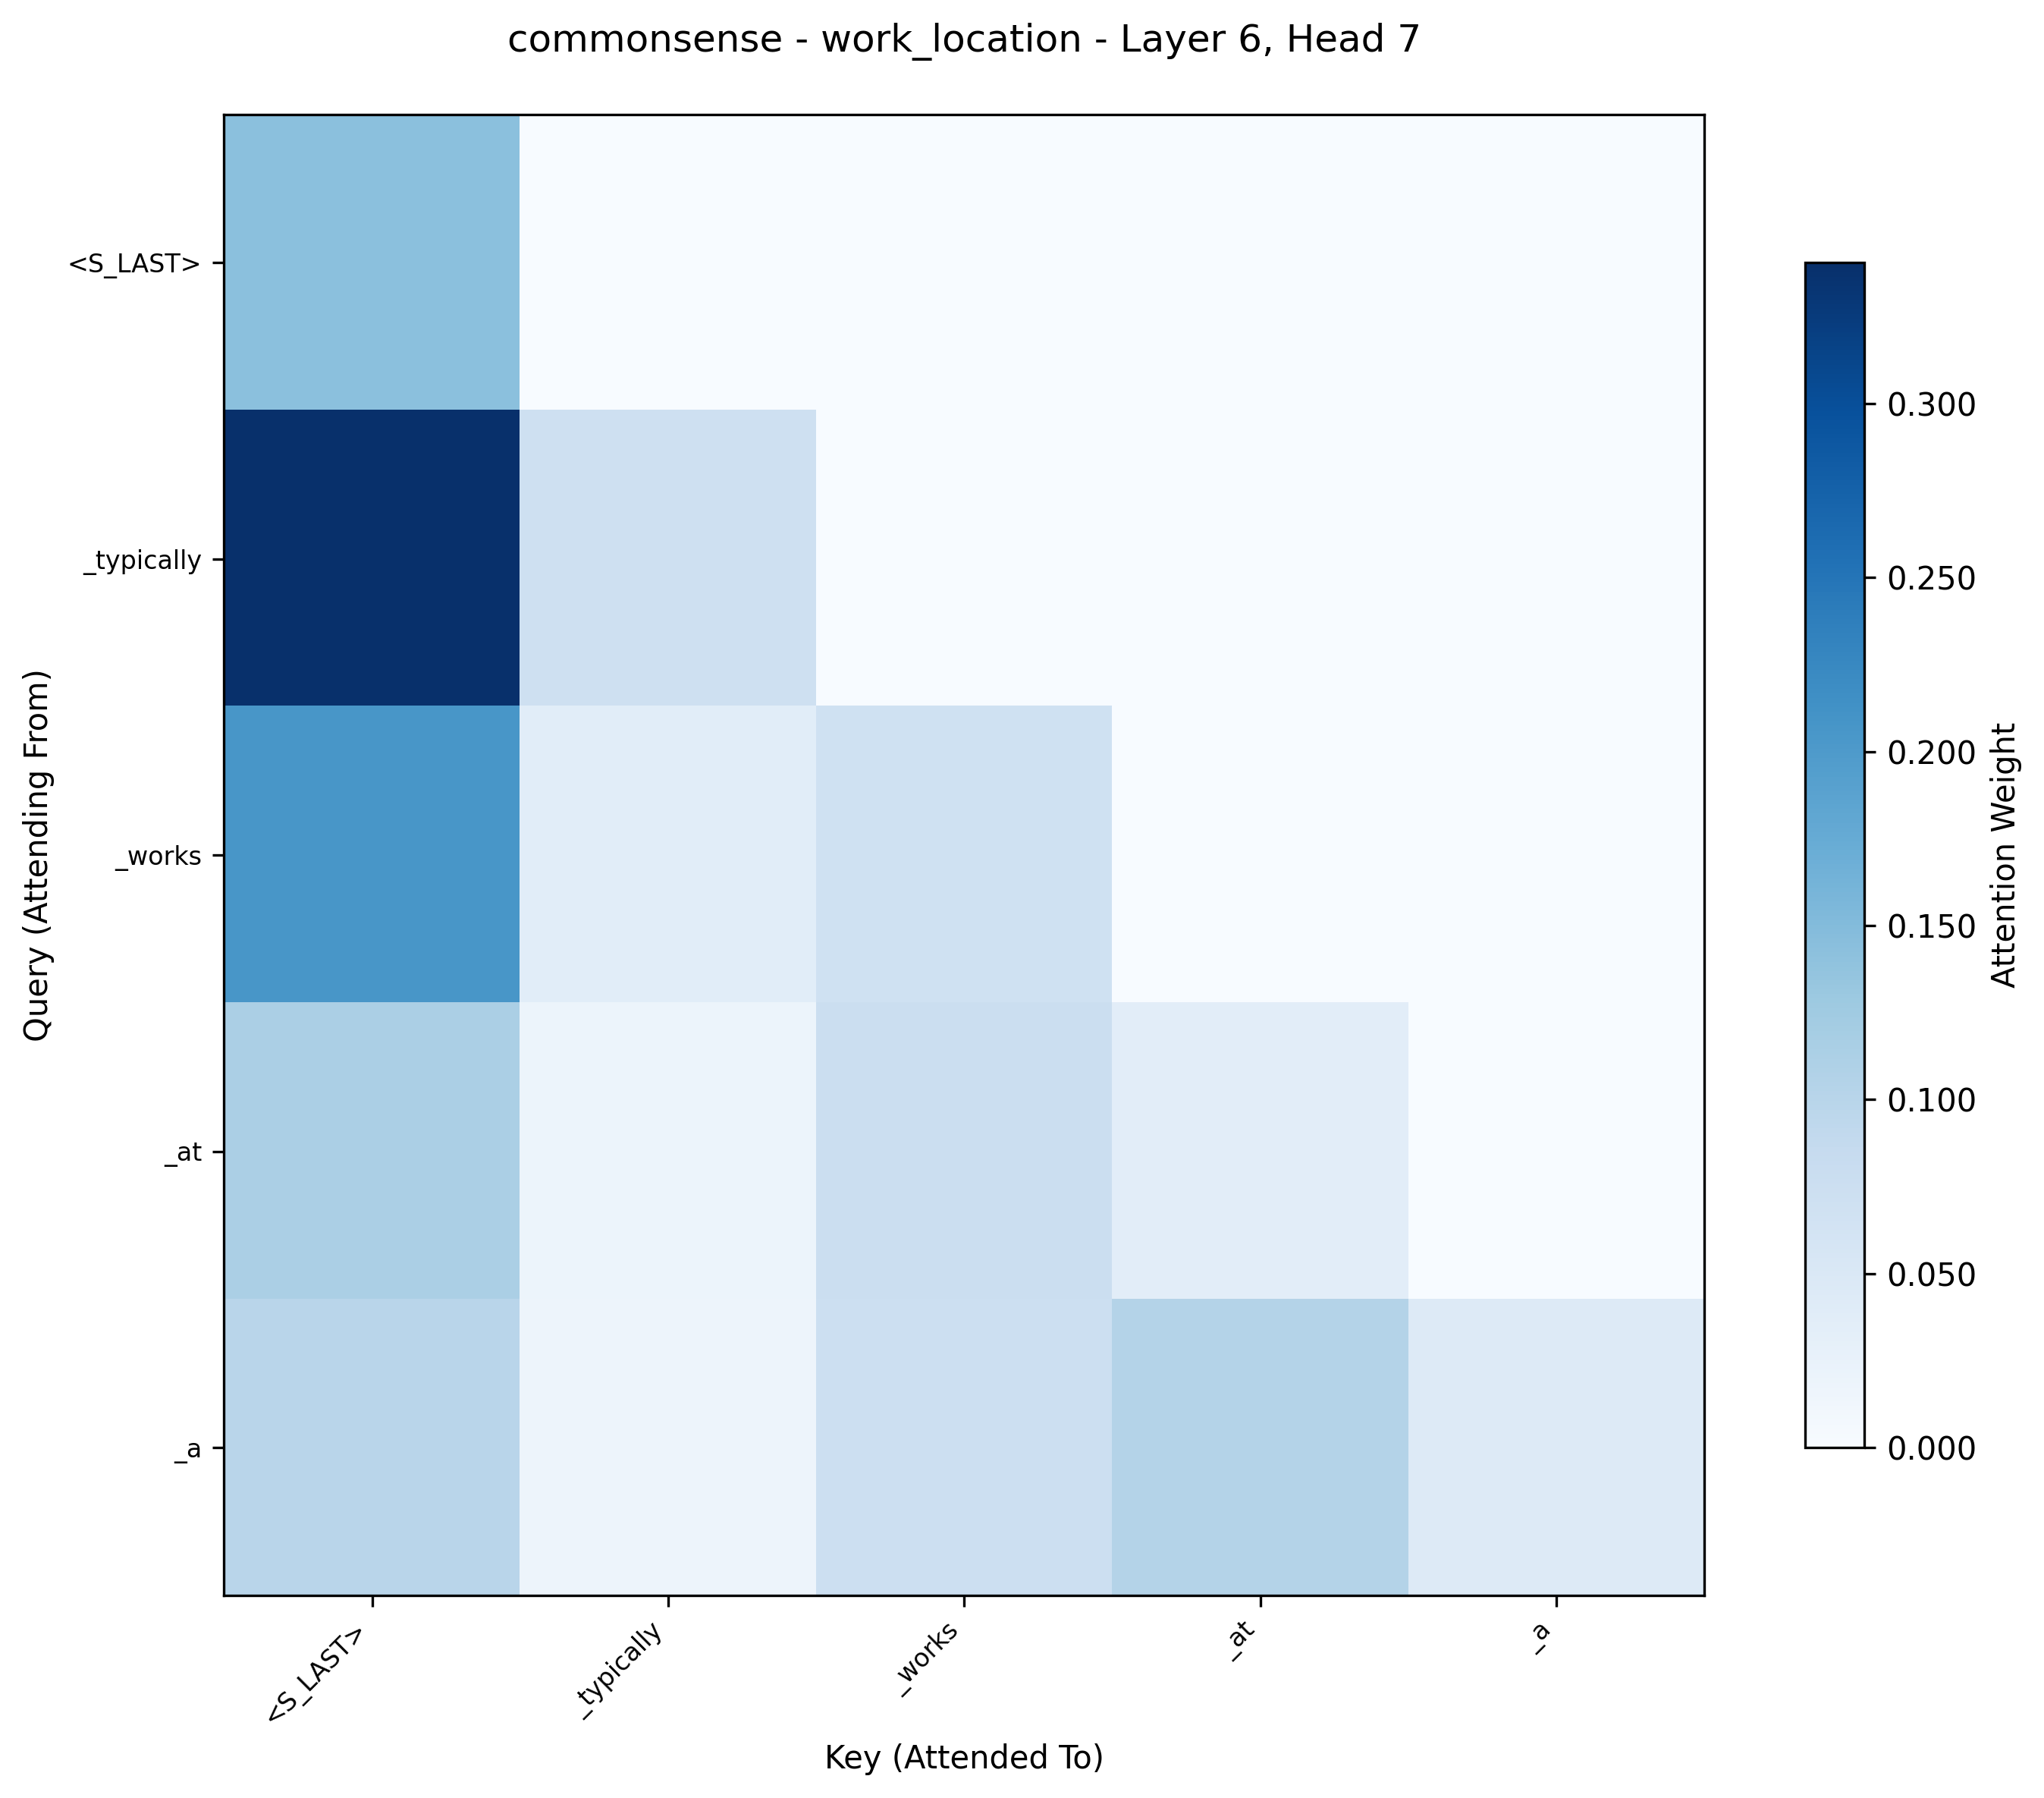 commonsense - work_location - Layer 6, Head 7
Query (Attending From)
<S_LAST>
_typically
_works
_at
_a
<S_LAST>
_typically
_works
_at
_a
Key (Attended To)
0.300
0.250
0.200
0.150
0.100
0.050
0.000
Attention Weight